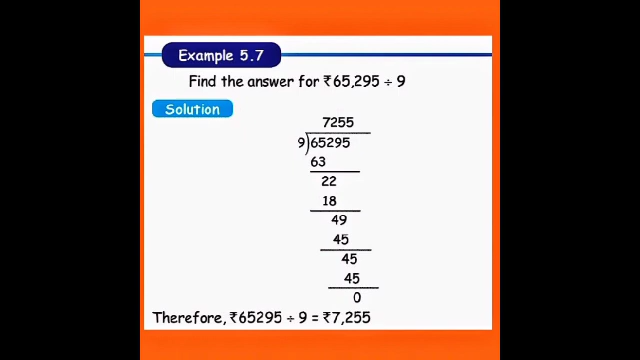 Example 5.7
Find the answer for ₹65,295 ÷ 9
Solution
7255
9)65295
63
22
18
49
45
45
45
0
Therefore, ₹65295 ÷ 9 = ₹7,255